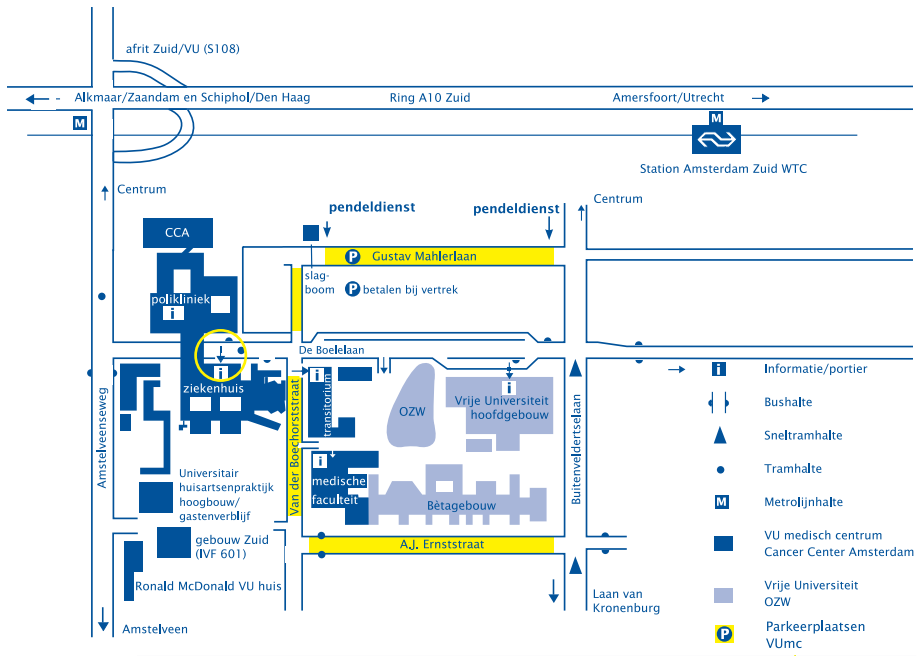 afrit Zuid/VU (S108)
Alkmaar/Zaandam en Schiphol/Den Haag
Ring A10 Zuid
Amersfoort/Utrecht
M
M
Station Amsterdam Zuid WTC
Centrum
Centrum
pendeldienst
pendeldienst
CCA
P Gustav Mahlerlaan
slag-
boom
P betalen bij vertrek
polikliniek
i
De Boelelaan
i
ziekenhuis
i
transitorium
OZW
i
Vrije Universiteit
hoofdgebouw
Amstelveenseweg
Van der Boechorststraat
Buitenveldertselaan
i
medische
faculteit
Bètagebouw
Universitair
huisartsenpraktijk
hoogbouw/
gastenverblijf
gebouw Zuid
(IVF 601)
A.J. Ernststraat
Ronald McDonald VU huis
Amstelveen
Laan van
Kronenburg
i Informatie/portier
Bushalte
Sneltramhalte
Tramhalte
M Metrolijnhalte
VU medisch centrum
Cancer Center Amsterdam
Vrije Universiteit
OZW
P Parkeerplaatsen
VUmc